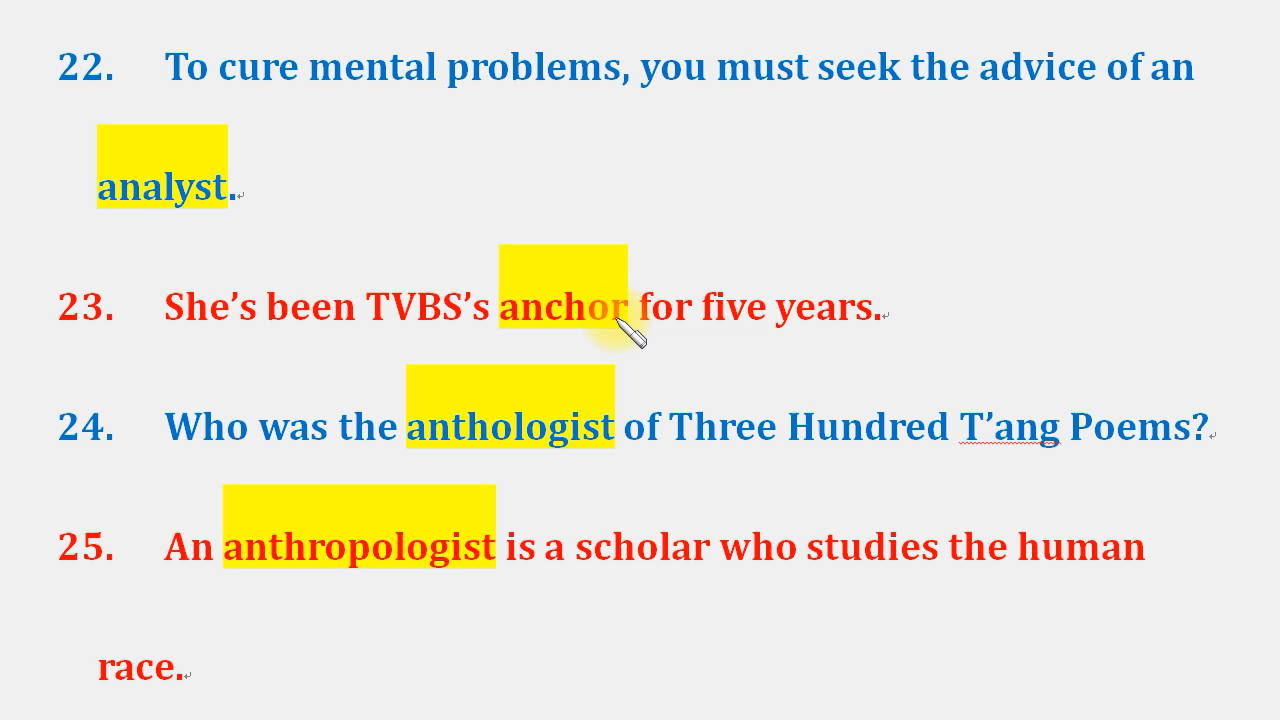 22. To cure mental problems, you must seek the advice of an
analyst.
23. She’s been TVBS’s anchor for five years.
24. Who was the anthologist of Three Hundred T’ang Poems?
25. An anthropologist is a scholar who studies the human
race.